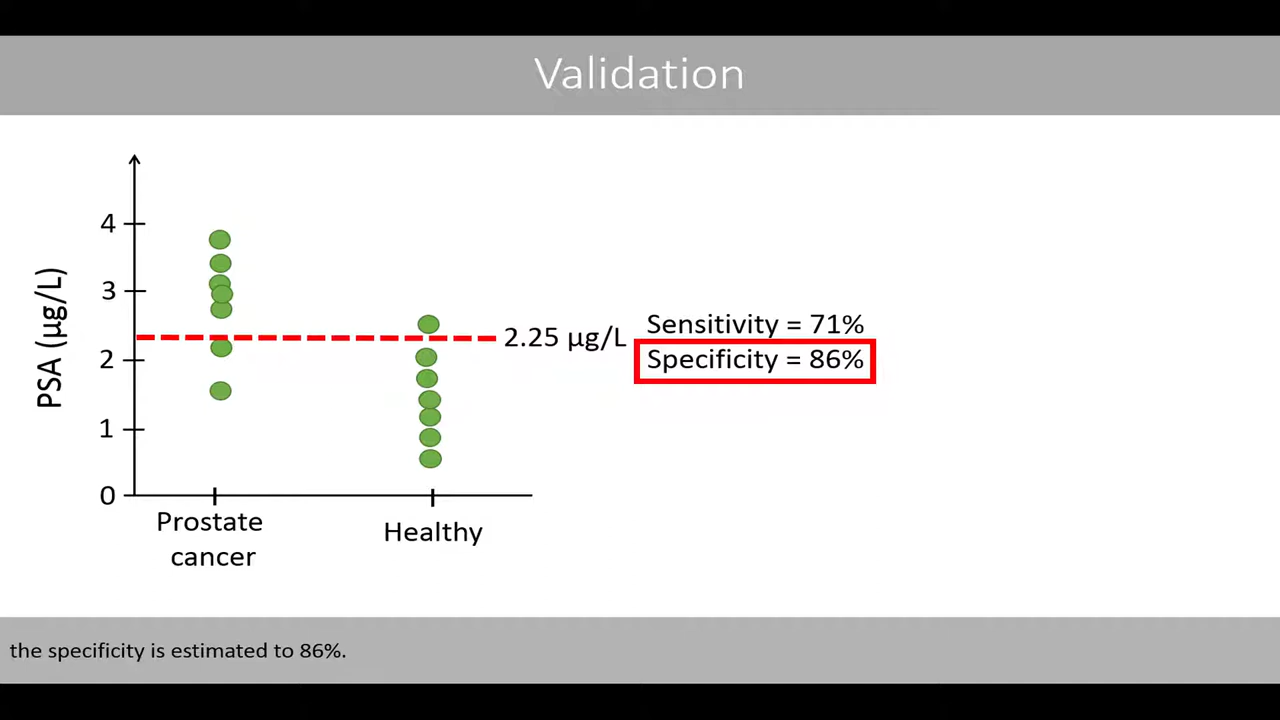 Validation
PSA (µg/L)
4
3
2
1
0
2.25 µg/L
Sensitivity = 71%
Specificity = 86%
Prostate
cancer
Healthy
the specificity is estimated to 86%.